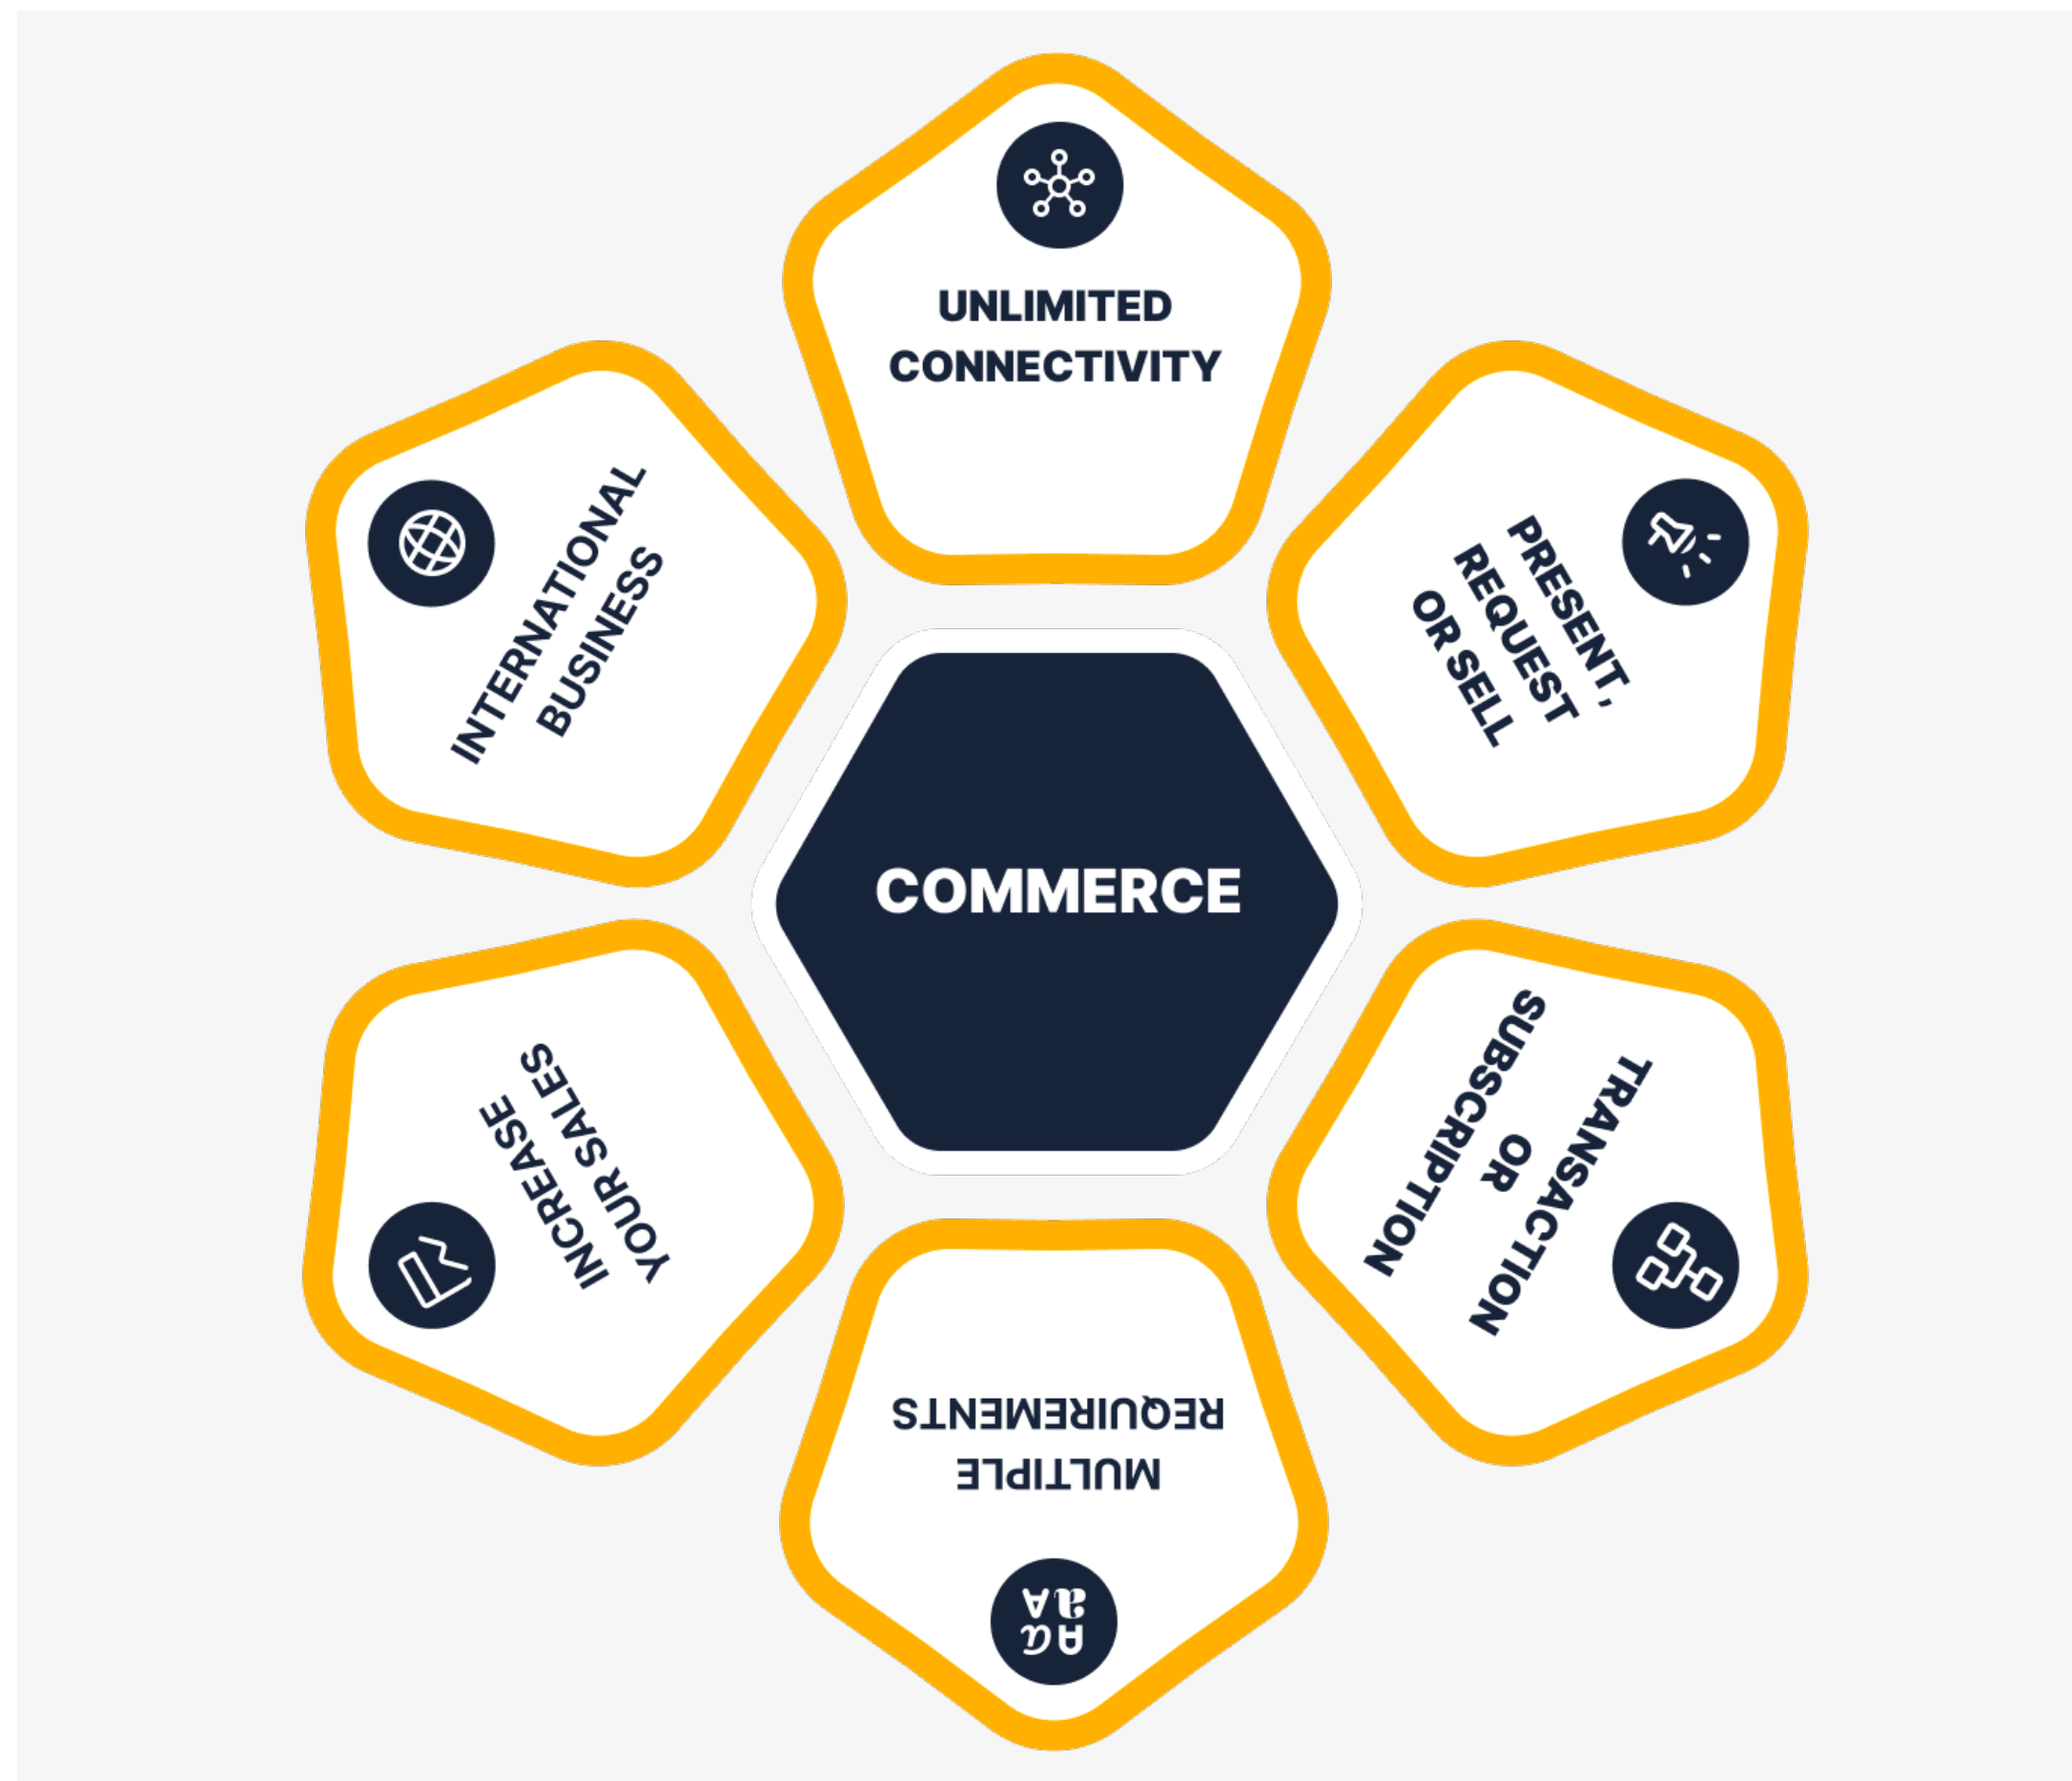 UNLIMITED
CONNECTIVITY
PRESENT,
REQUEST
OR SELL
TRANSACTION
OR
SUBSCRIPTION
MULTIPLE
REQUIREMENTS
INCREASE
YOUR SALES
INTERNATIONAL
BUSINESS
COMMERCE